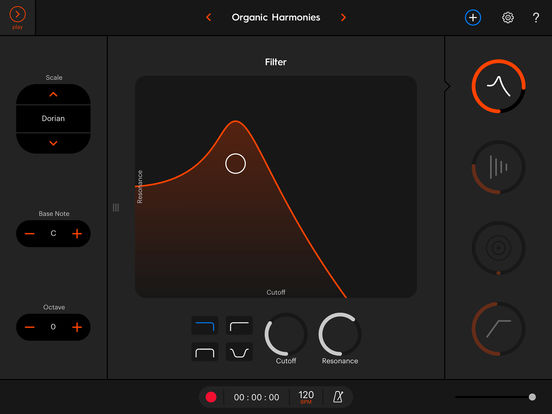 play
Organic Harmonies
?
Scale
Dorian
Base Note
C
Octave
0
Filter
Resonance
Cutoff
Cutoff
Resonance
00 : 00 : 00
120
BPM